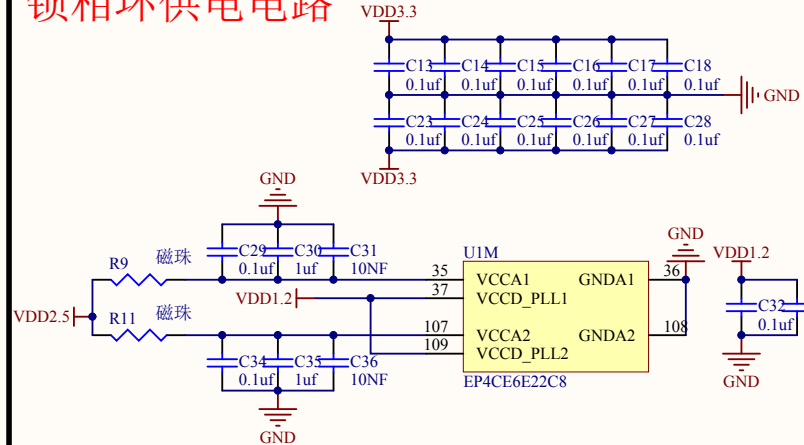 锁相环供电电路
VDD3.3
C13 C14 C15 C16 C17 C18
0.1uf 0.1uf 0.1uf 0.1uf 0.1uf 0.1uf
GND
C23 C24 C25 C26 C27 C28
0.1uf 0.1uf 0.1uf 0.1uf 0.1uf 0.1uf
VDD3.3
GND
C29 C30 C31
0.1uf 1uf 10NF
R9 磁珠
VDD2.5
R11 磁珠
VDD1.2
C34 C35 C36
0.1uf 1uf 10NF
GND
U1M
35 VCCA1 GNDA1 36
37 VCCD_PLL1
107 VCCA2 GNDA2 108
109 VCCD_PLL2
EP4CE6E22C8
GND
VDD1.2
C32
0.1uf
GND